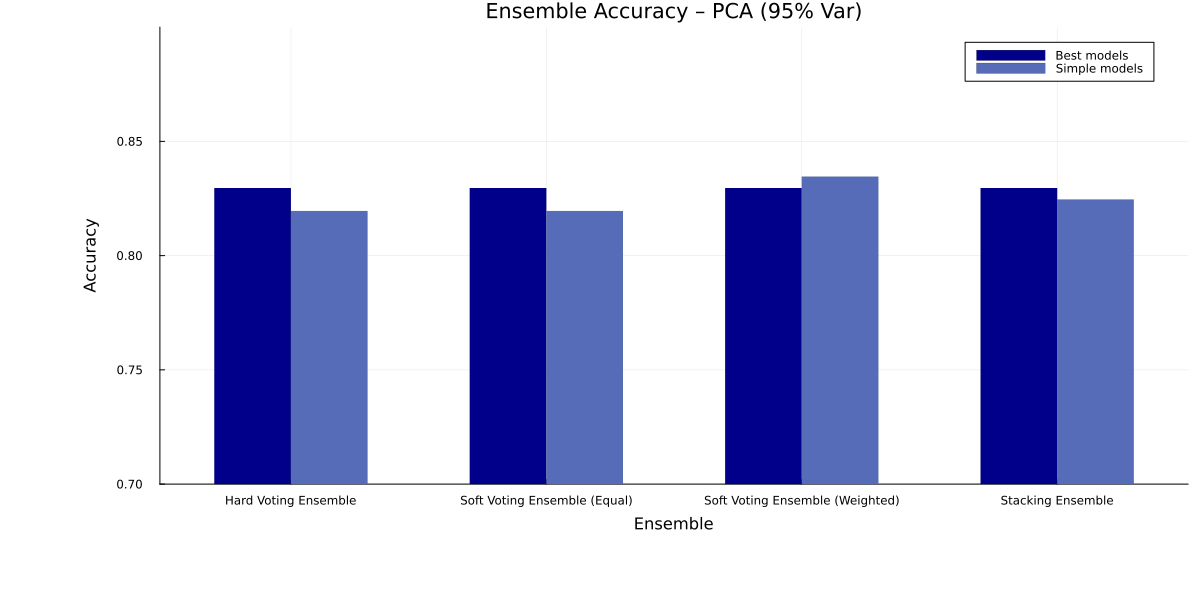 Ensemble Accuracy – PCA (95% Var)
Best models
Simple models
0.85
0.80
0.75
0.70
Accuracy
Hard Voting Ensemble
Soft Voting Ensemble (Equal)
Soft Voting Ensemble (Weighted)
Stacking Ensemble
Ensemble